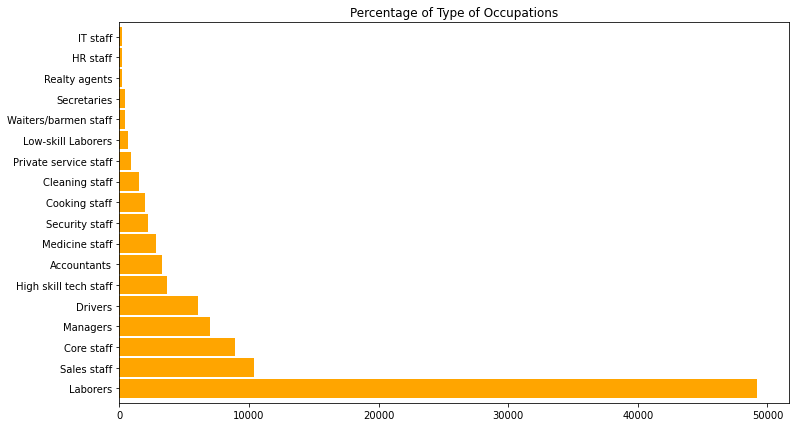 Percentage of Type of Occupations
IT staff
HR staff
Realty agents
Secretaries
Waiters/barmen staff
Low-skill Laborers
Private service staff
Cleaning staff
Cooking staff
Security staff
Medicine staff
Accountants
High skill tech staff
Drivers
Managers
Core staff
Sales staff
Laborers
0 10000 20000 30000 40000 50000